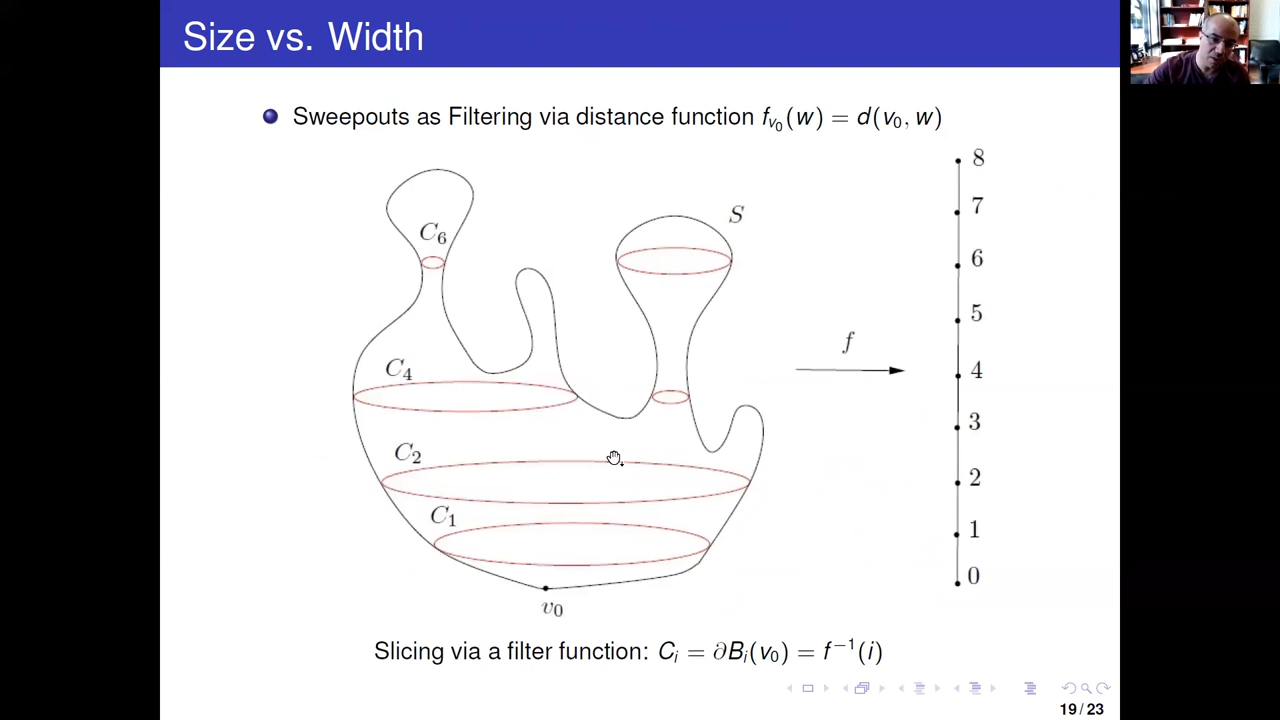 Size vs. Width
Sweepouts as Filtering via distance function f_{v_0}(w) = d(v_0, w)
8
7
S
C_6
6
5
f
C_4
4
3
C_2
2
C_1
1
0
v_0
Slicing via a filter function: C_i = ∂B_i(v_0) = f^{-1}(i)
19 / 23